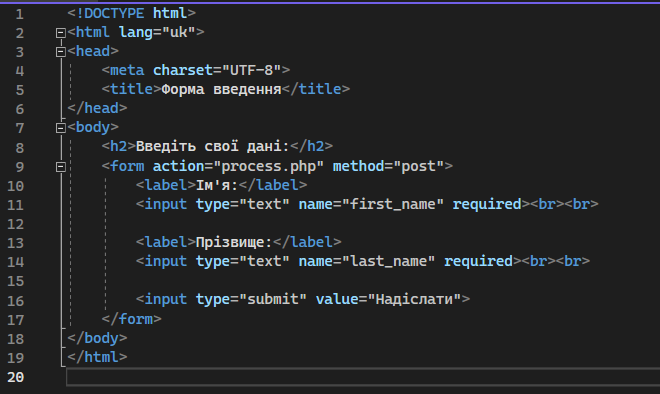 1 <!DOCTYPE html>
2 <html lang="uk">
3 <head>
4     <meta charset="UTF-8">
5     <title>Форма введення</title>
6 </head>
7 <body>
8     <h2>Введіть свої дані:</h2>
9     <form action="process.php" method="post">
10         <label>Ім'я:</label>
11         <input type="text" name="first_name" required><br><br>
12
13         <label>Прізвище:</label>
14         <input type="text" name="last_name" required><br><br>
15
16         <input type="submit" value="Надіслати">
17     </form>
18 </body>
19 </html>
20